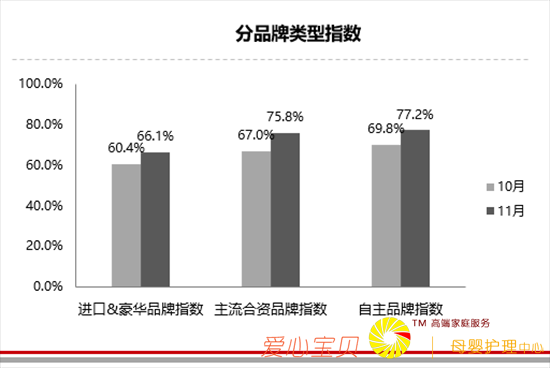 分品牌类型指数
100.0%
80.0%
60.0%
40.0%
20.0%
0.0%
60.4%
66.1%
67.0%
75.8%
69.8%
77.2%
10月
11月
进口&豪华品牌指数
主流合资品牌指数
自主品牌指数
爱心宝贝
TM 高端家庭服务
母婴护理中心